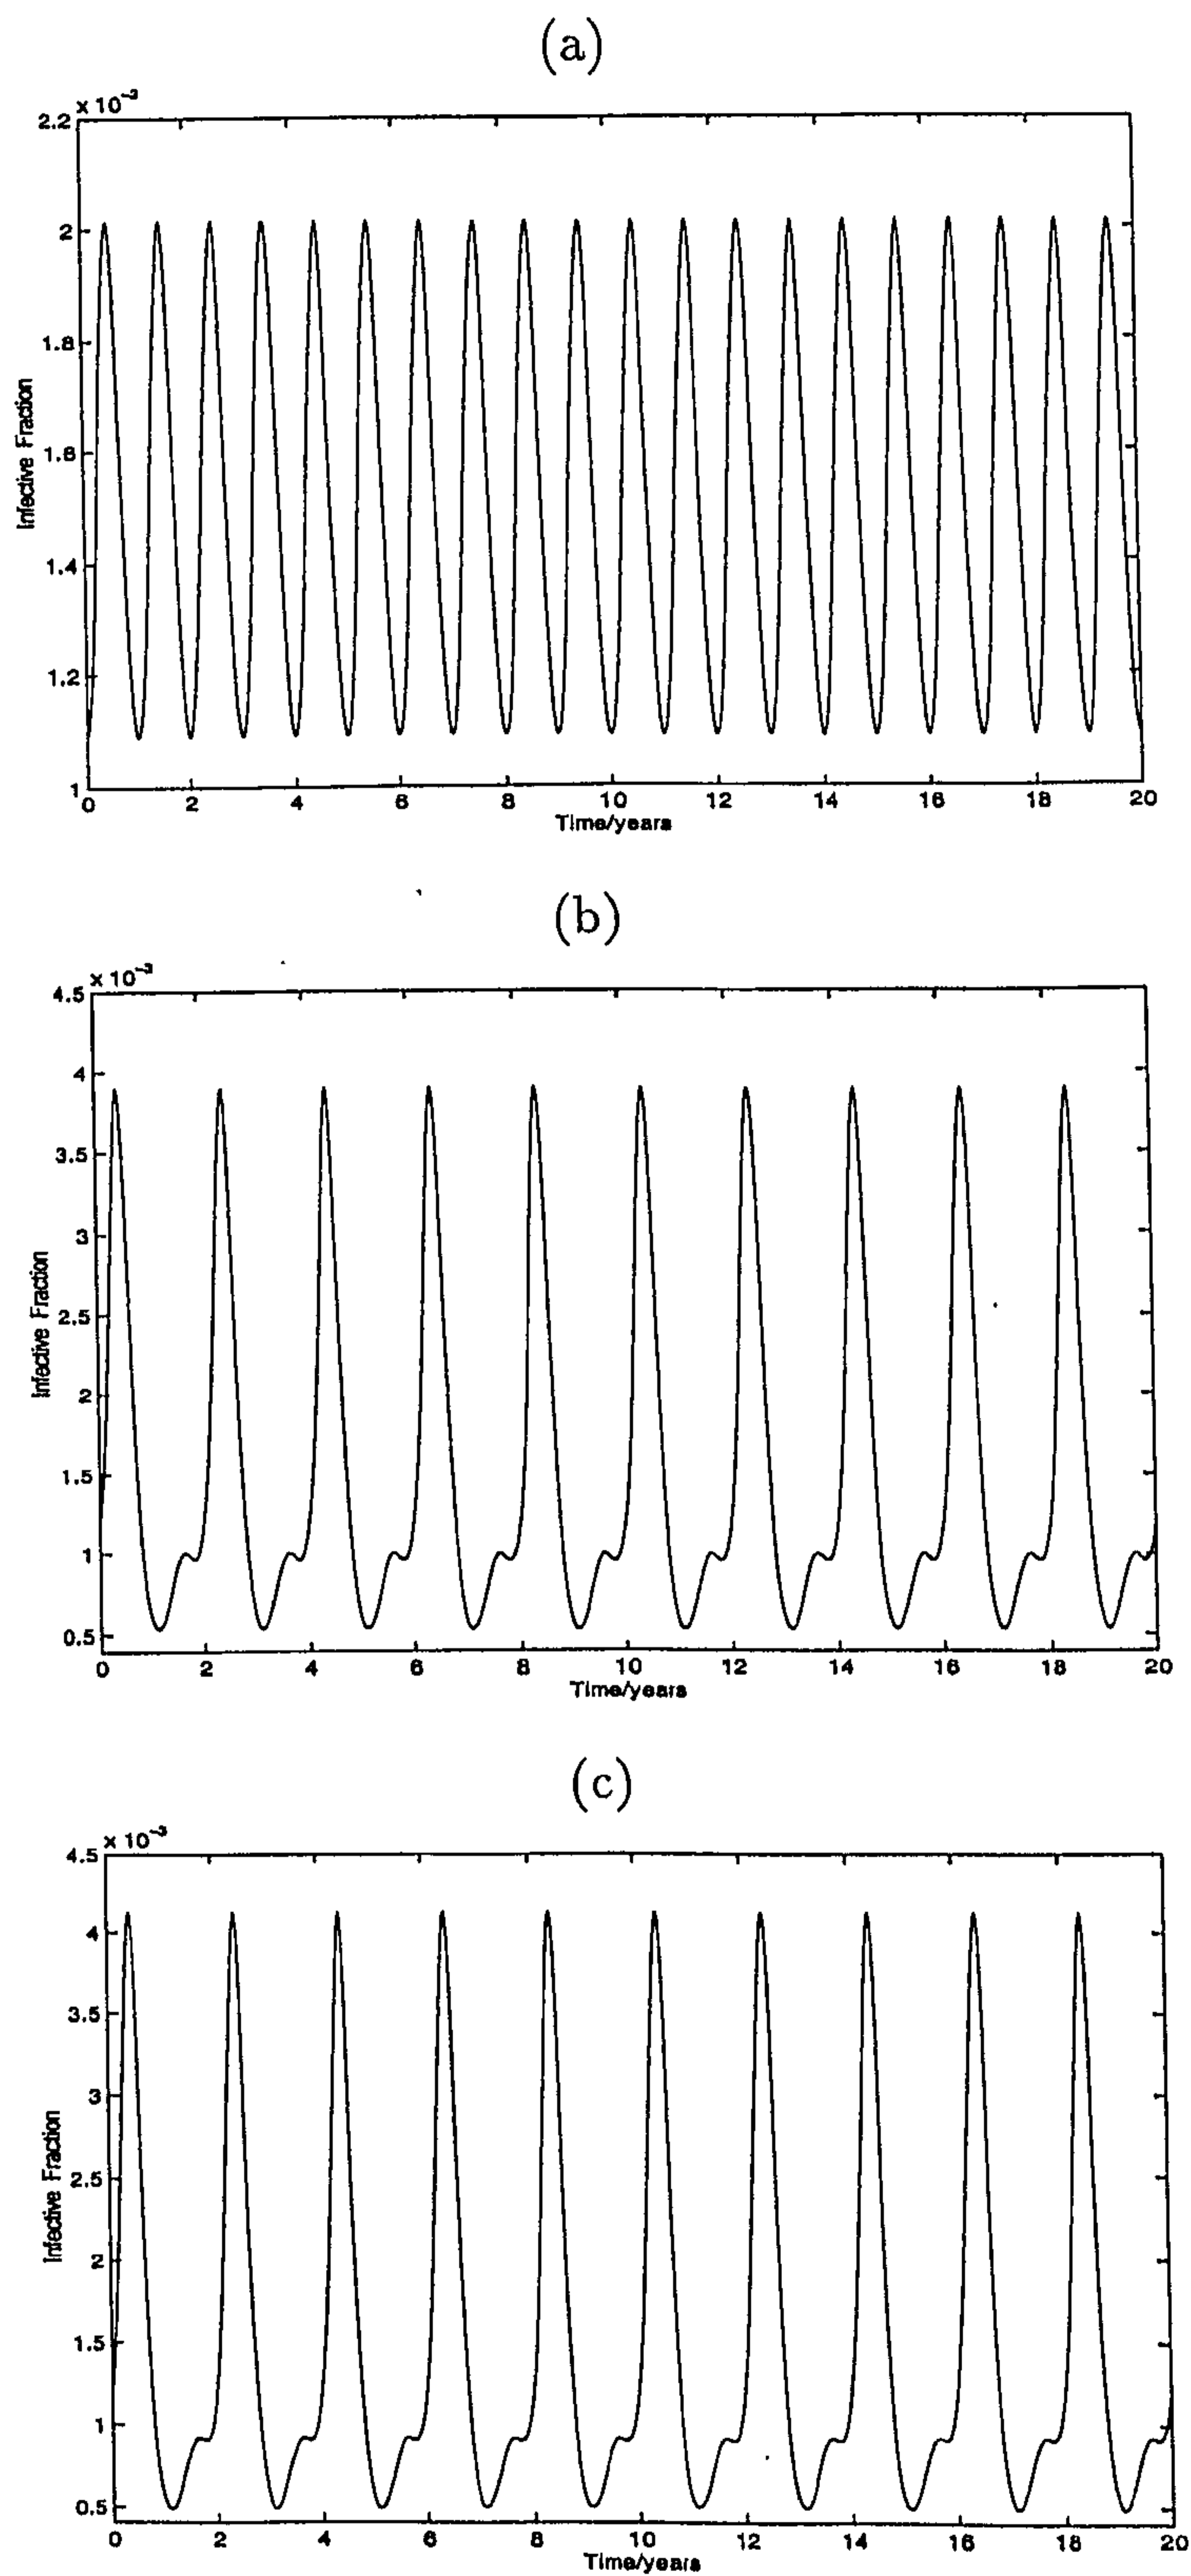 (a)
× 10⁻³
2.2
2
1.8
1.6
1.4
1.2
1
Infective Fraction
0 2 4 6 8 10 12 14 16 18 20
Time/years
(b)
× 10⁻³
4.5
4
3.5
3
2.5
2
1.5
1
0.5
Infective Fraction
0 2 4 6 8 10 12 14 16 18 20
Time/years
(c)
× 10⁻³
4.5
4
3.5
3
2.5
2
1.5
1
0.5
Infective Fraction
0 2 4 6 8 10 12 14 16 18 20
Time/years